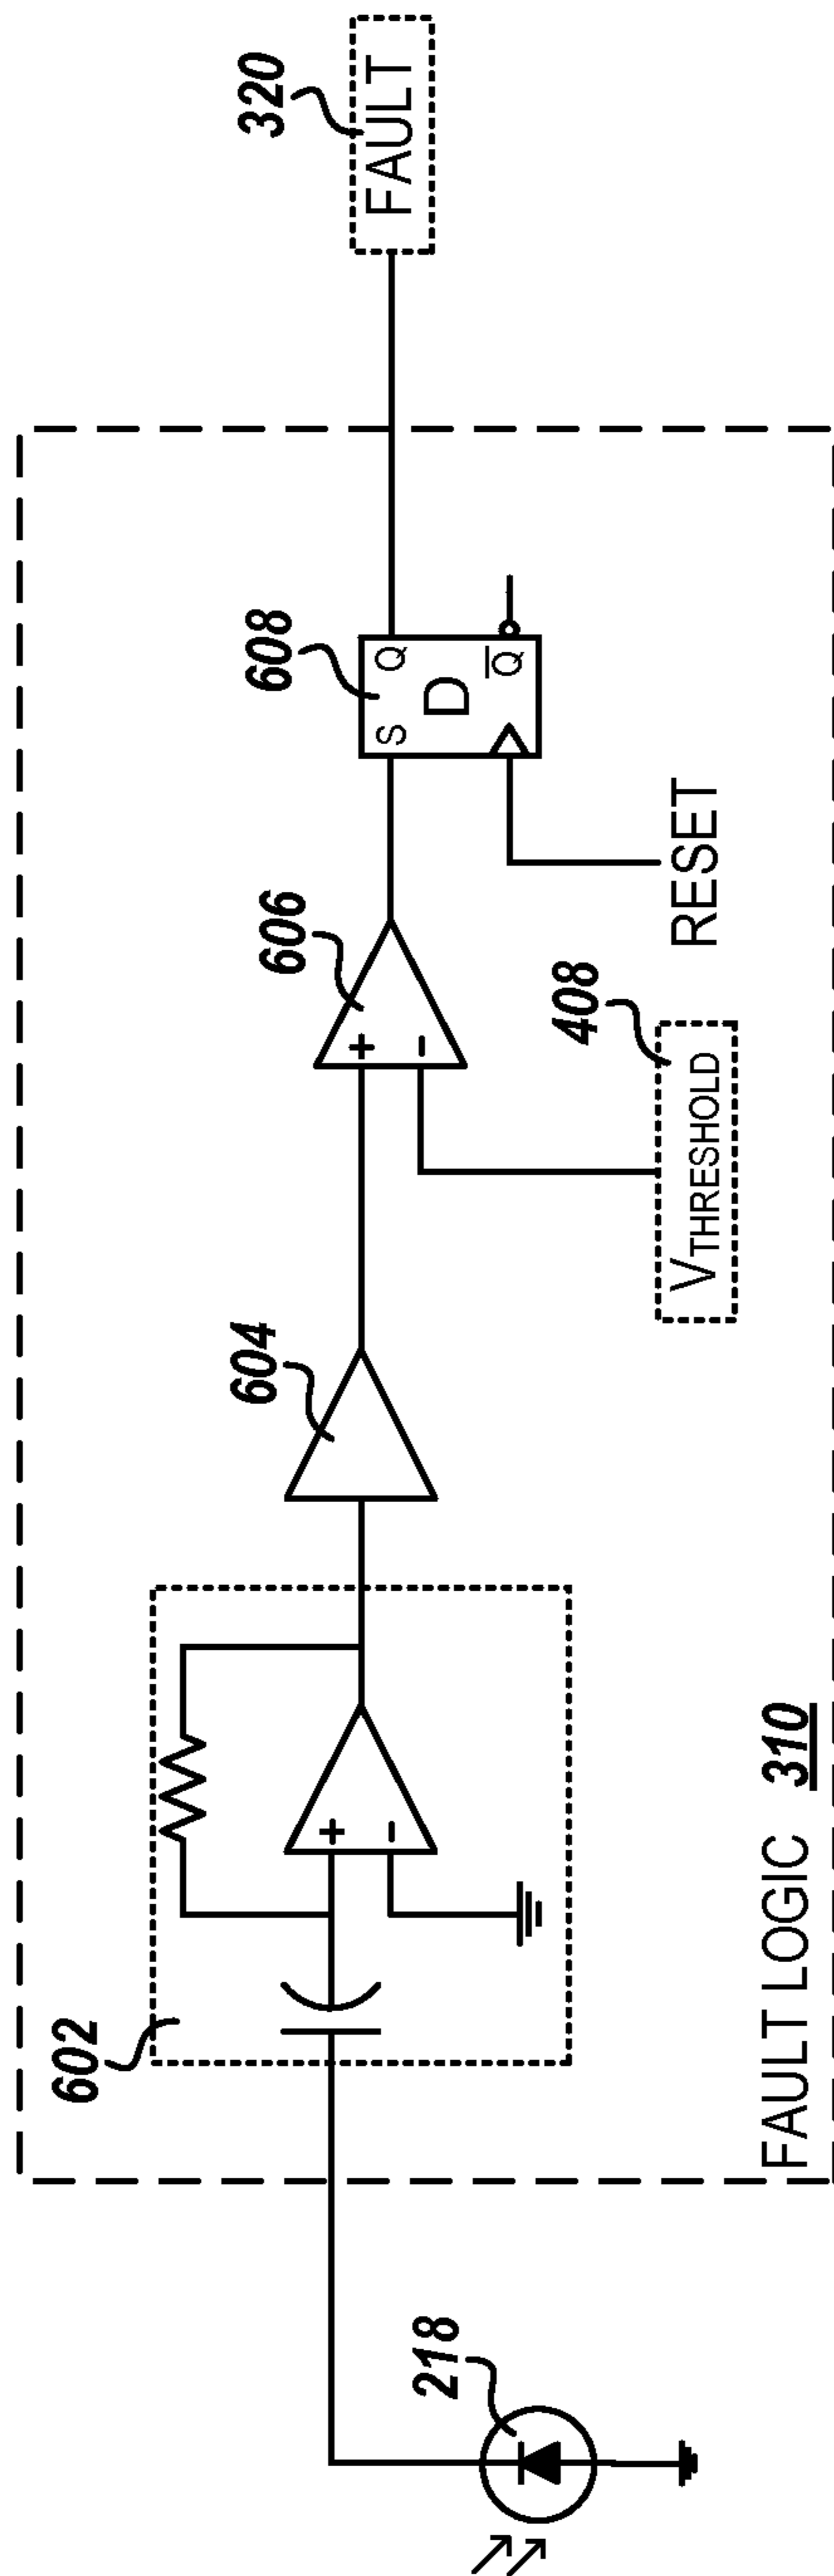 320
FAULT
608
S
Q
D
Q̅
606
+
−
RESET
408
VTHRESHOLD
604
602
+
−
FAULT LOGIC 310
218